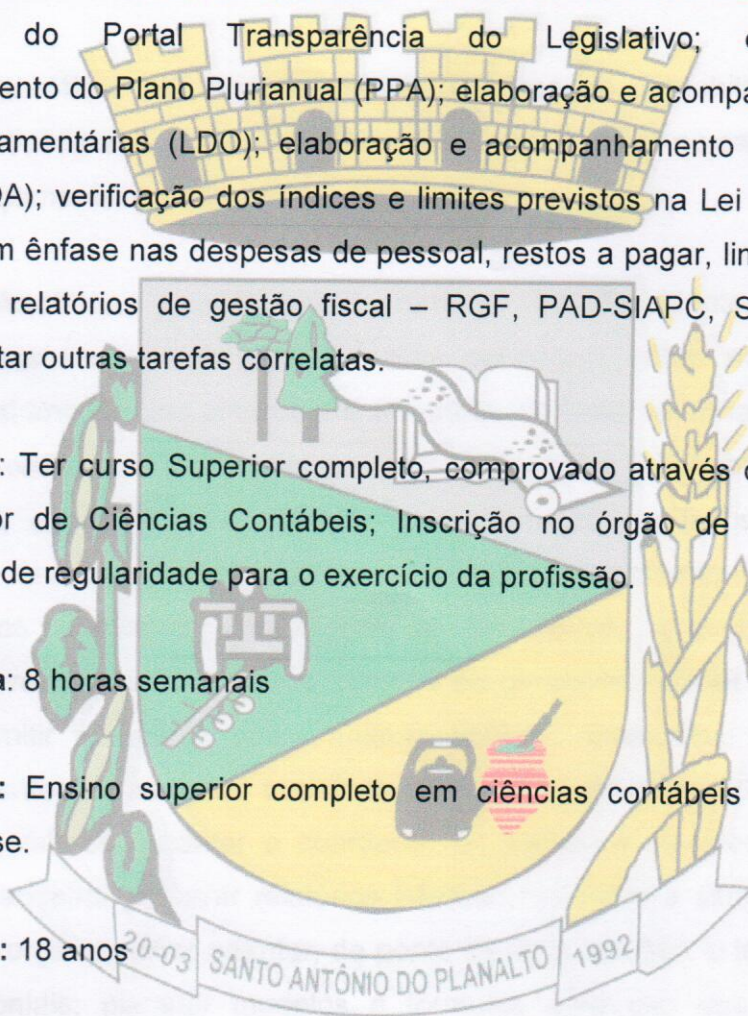 do Portal Transparência do Legislativo;
ento do Plano Plurianual (PPA); elaboração e acompa
amentárias (LDO); elaboração e acompanhamento
OA); verificação dos índices e limites previstos na Lei
m ênfase nas despesas de pessoal, restos a pagar, lin
relatórios de gestão fiscal – RGF, PAD-SIAPC, S
tar outras tarefas correlatas.
: Ter curso Superior completo, comprovado através
or de Ciências Contábeis; Inscrição no órgão de
de regularidade para o exercício da profissão.
a: 8 horas semanais
: Ensino superior completo em ciências contábeis
se.
: 18 anos
20-03 SANTO ANTÔNIO DO PLANALTO 1992